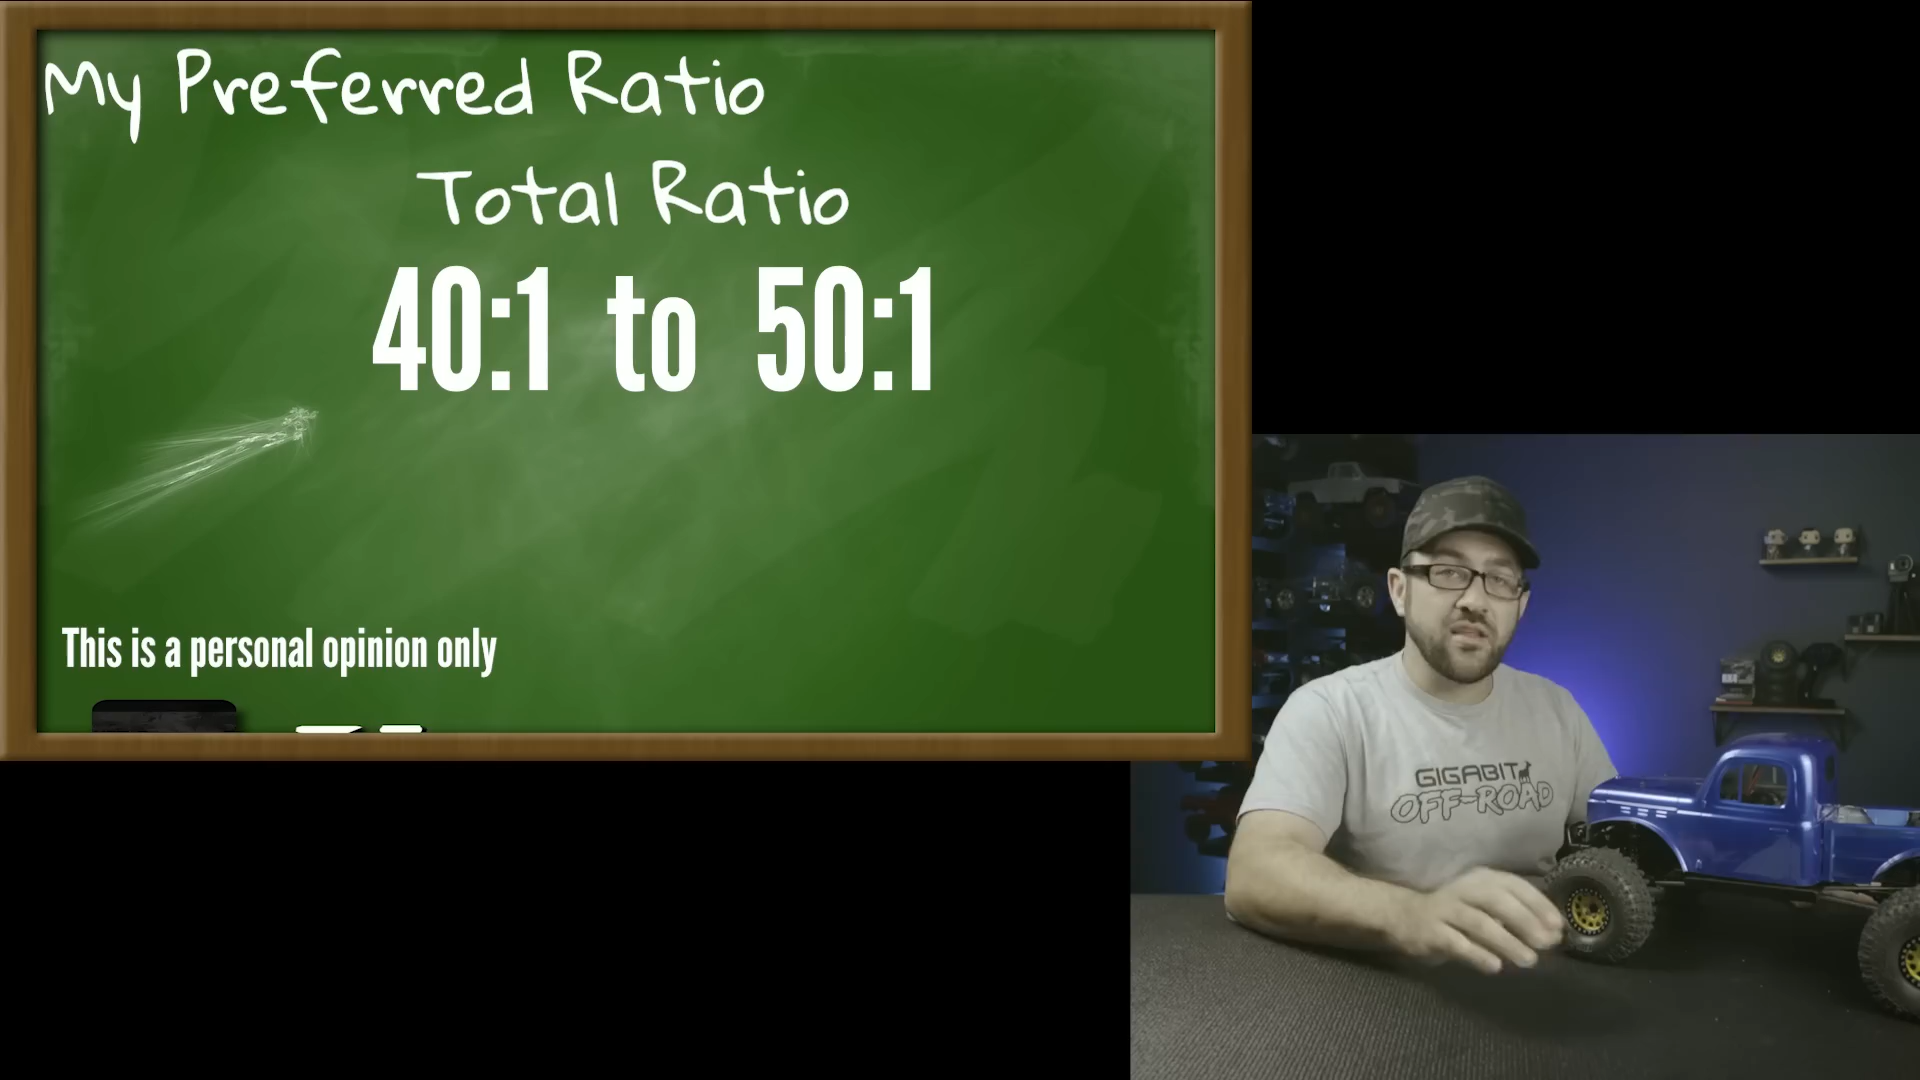 My Preferred Ratio
Total Ratio
40:1 to 50:1
This is a personal opinion only
GIGABIT
OFF-ROAD